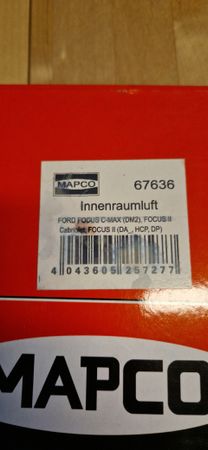 MAPCO 67636
Innenraumluft
FORD FOCUS C-MAX (DM2), FOCUS II
Cabriolet, FOCUS II (DA_, HCP, DP)
4 043605 257277
MAPCO